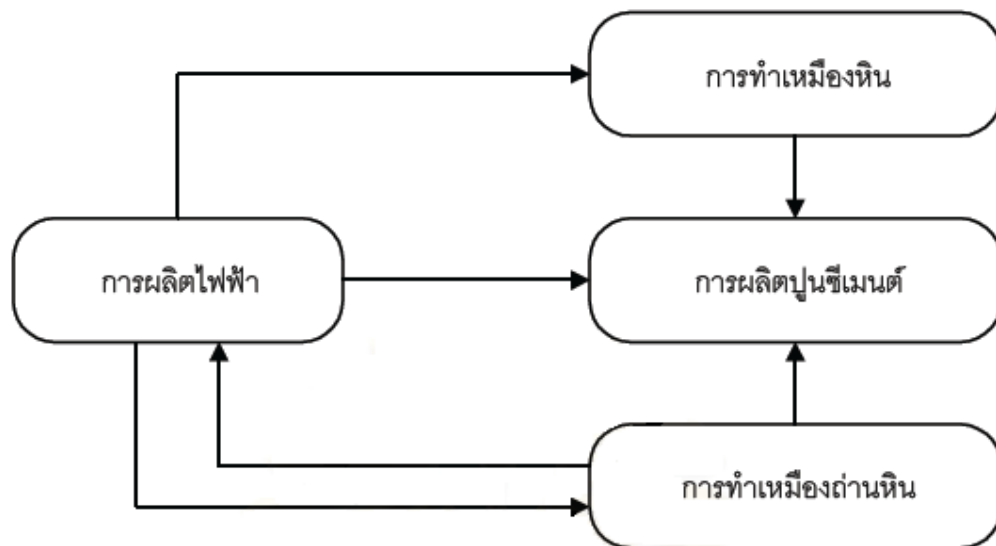 การทำเหมืองหิน
การผลิตไฟฟ้า
การผลิตปูนซีเมนต์
การทำเหมืองถ่านหิน